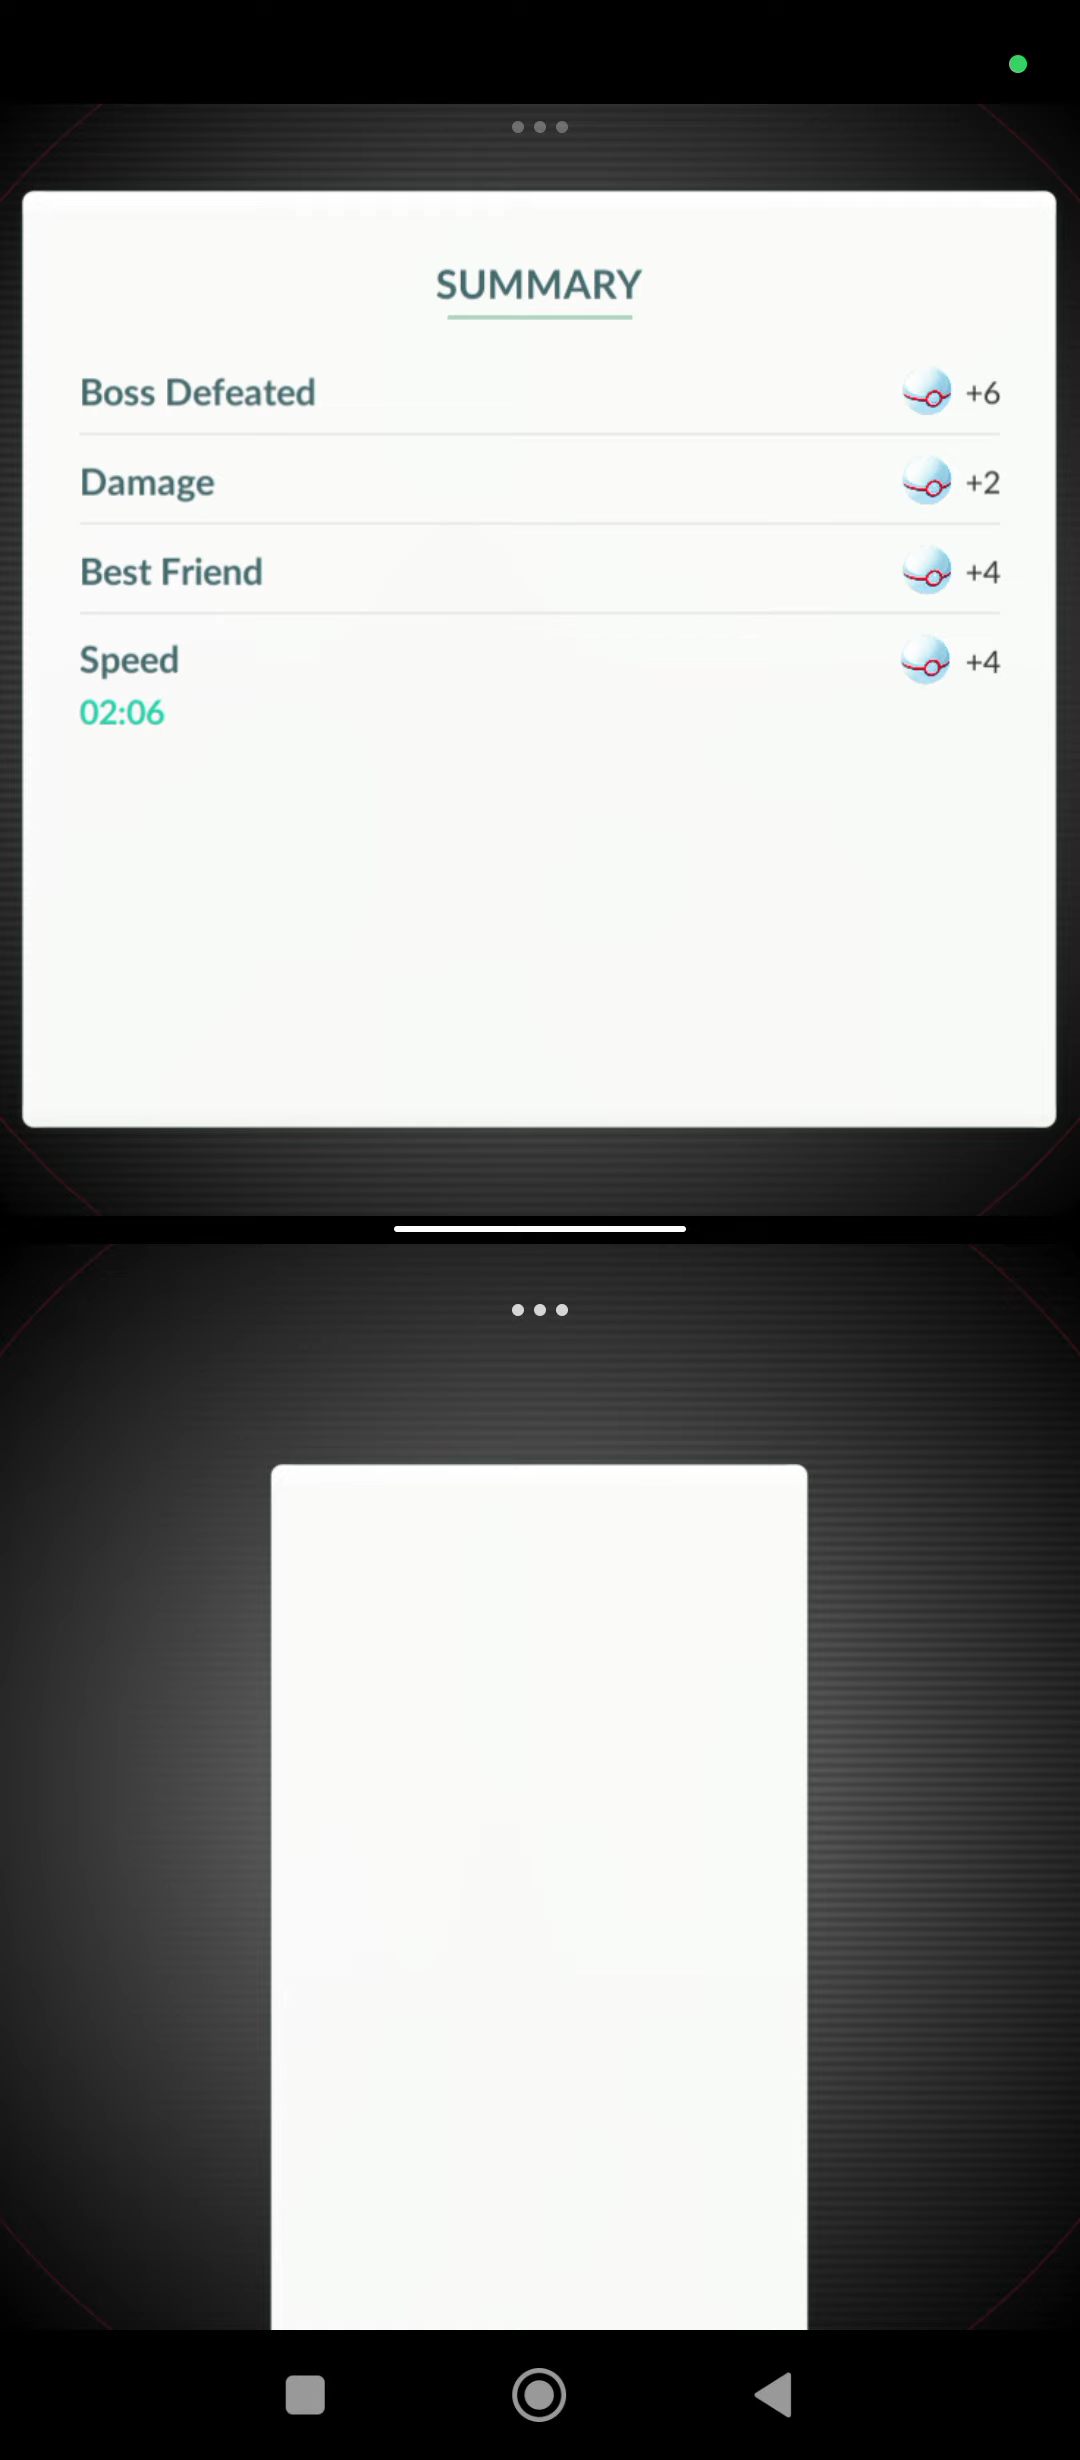 SUMMARY
Boss Defeated +6
Damage +2
Best Friend +4
Speed +4
02:06